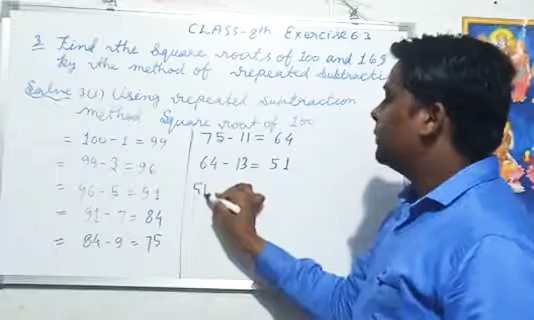 CLASS-8th Exercise 6.3
3. Find the square roots of 100 and 169
by the method of repeated subtractio
Solve 3(1) Using repeated subtraction
method Square root of 100
= 100 - 1 = 99
= 99 - 3 = 96
= 96 - 5 = 91
= 91 - 7 = 84
= 84 - 9 = 75
75 - 11 = 64
64 - 13 = 51
51